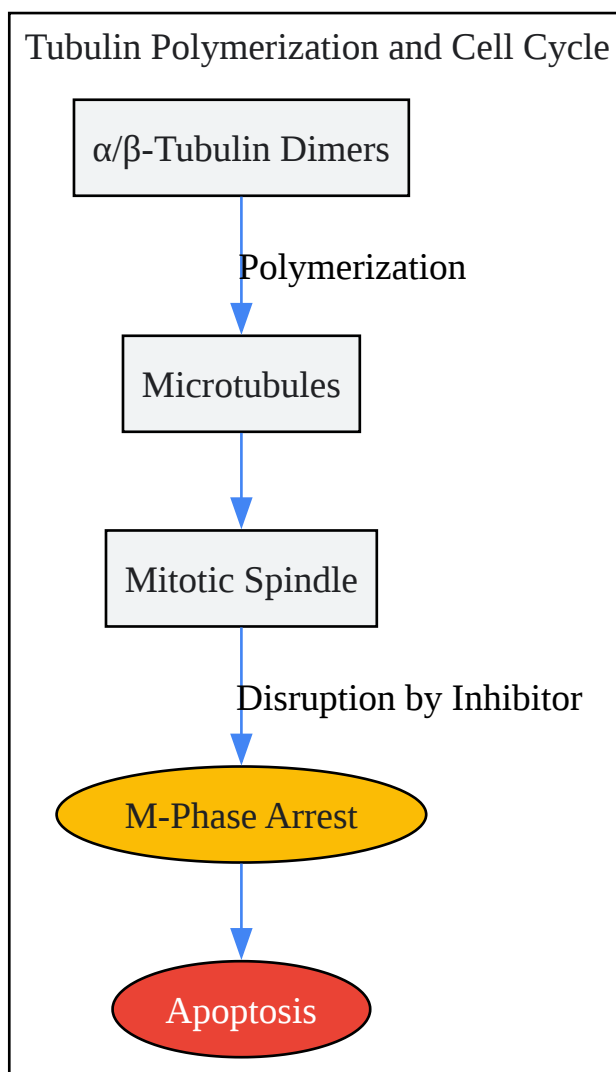 Tubulin Polymerization and Cell Cycle
α/β-Tubulin Dimers
Polymerization
Microtubules
Mitotic Spindle
Disruption by Inhibitor
M-Phase Arrest
Apoptosis